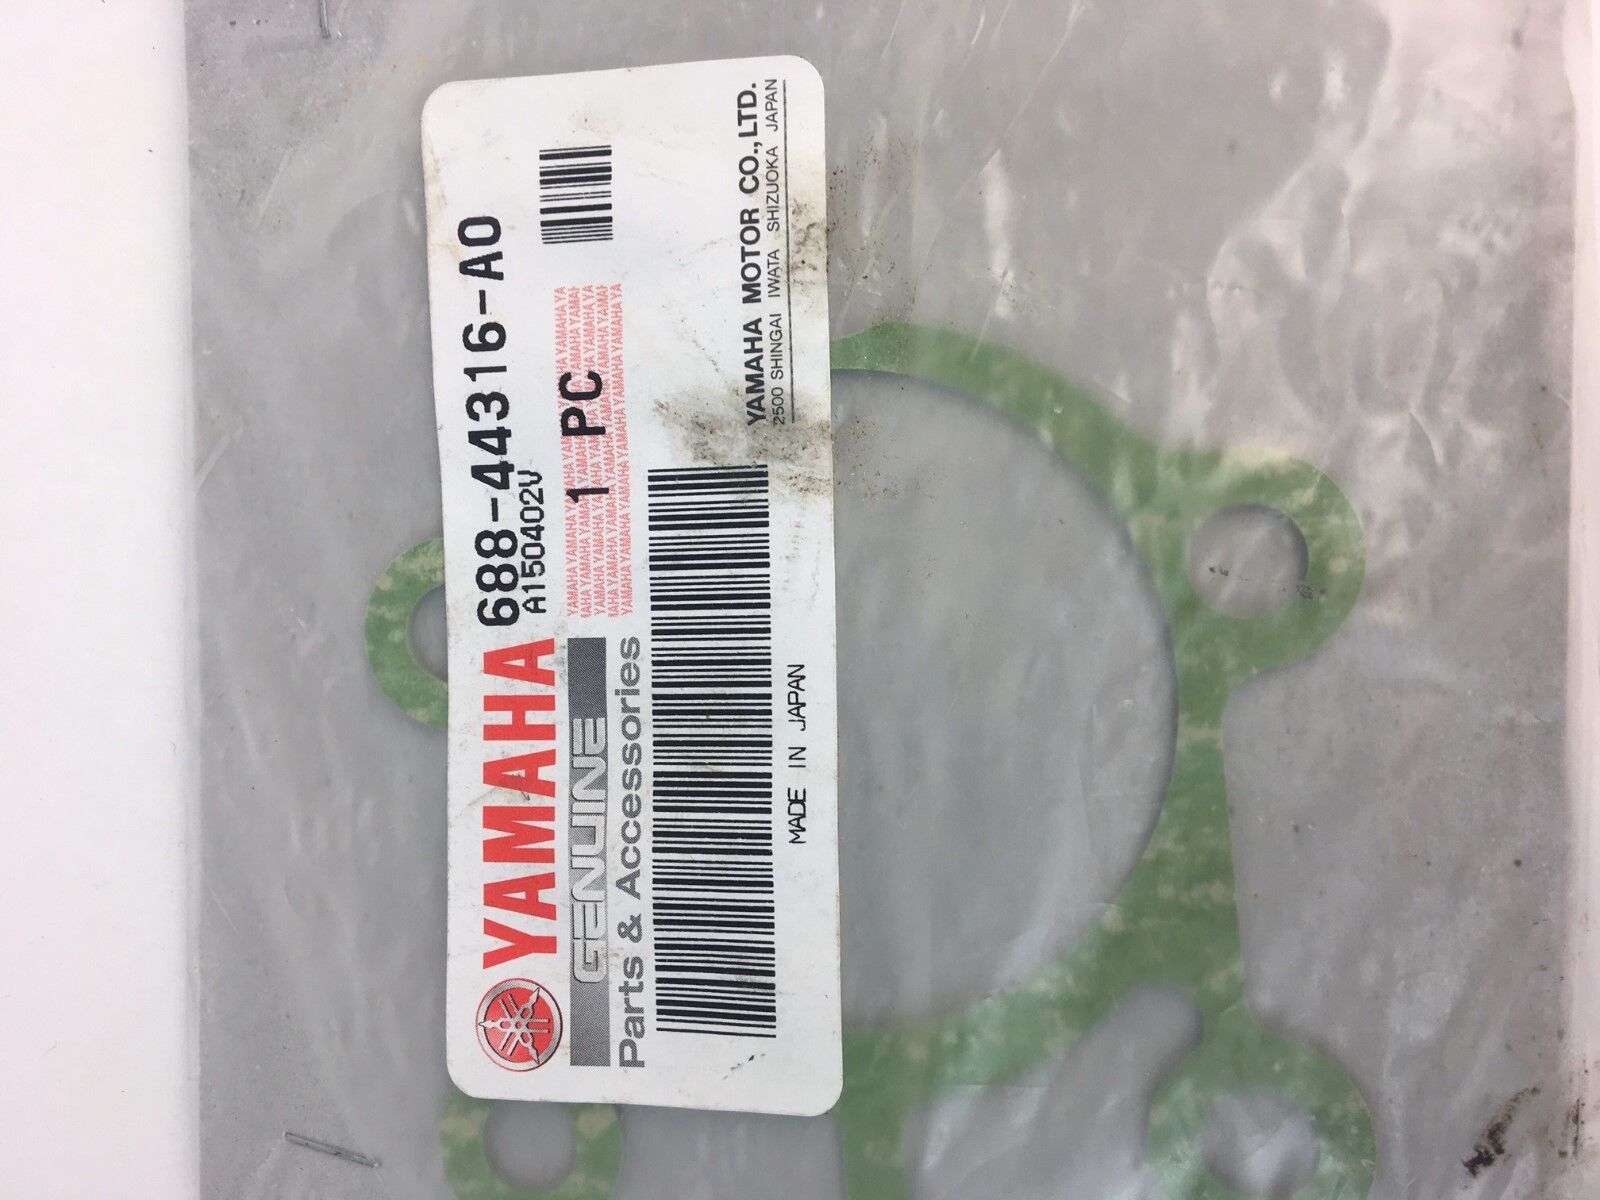 YAMAHA 688-44316-A0
A150402V
GENUINE 1 PC
YAMAHAYAMAHAYAMAHAYAMAHAYAMAHAYA
Parts & Accessories
YAMAHA MOTOR CO.,LTD.
2500 SHINGAI IWATA SHIZUOKA JAPAN
MADE IN JAPAN